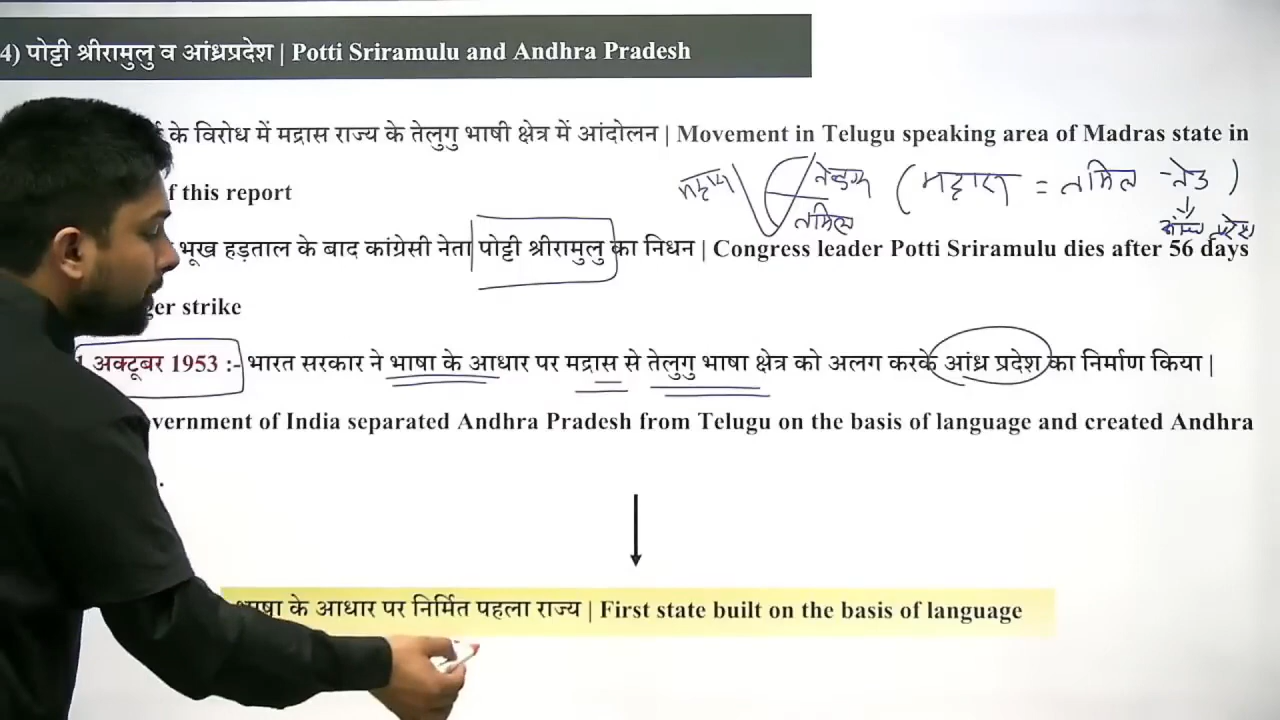 4) पोट्टी श्रीरामुलु व आंध्रप्रदेश | Potti Sriramulu and Andhra Pradesh
के विरोध में मद्रास राज्य के तेलुगु भाषी क्षेत्र में आंदोलन | Movement in Telugu speaking area of Madras state in
f this report
मद्रास तेलुगु तमिल ( मद्रास = तमिल
प्रदेश
भूख हड़ताल के बाद कांग्रेसी नेता पोट्टी श्रीरामुलु का निधन | Congress leader Potti Sriramulu dies after 56 days
ger strike
1 अक्टूबर 1953 :- भारत सरकार ने भाषा के आधार पर मद्रास से तेलुगु भाषा क्षेत्र को अलग करके आंध्र प्रदेश का निर्माण किया |
vernment of India separated Andhra Pradesh from Telugu on the basis of language and created Andhra
.
भाषा के आधार पर निर्मित पहला राज्य | First state built on the basis of language